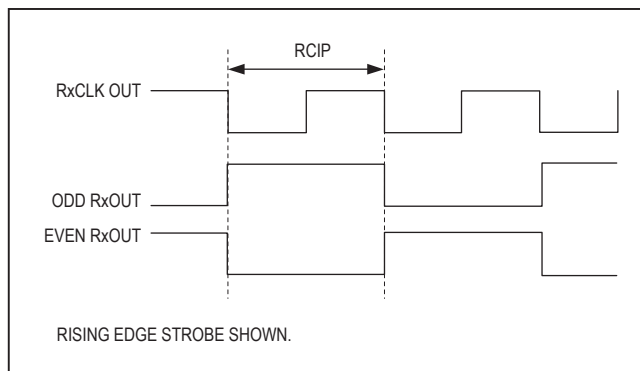 RCIP
RxCLK OUT
ODD RxOUT
EVEN RxOUT
RISING EDGE STROBE SHOWN.